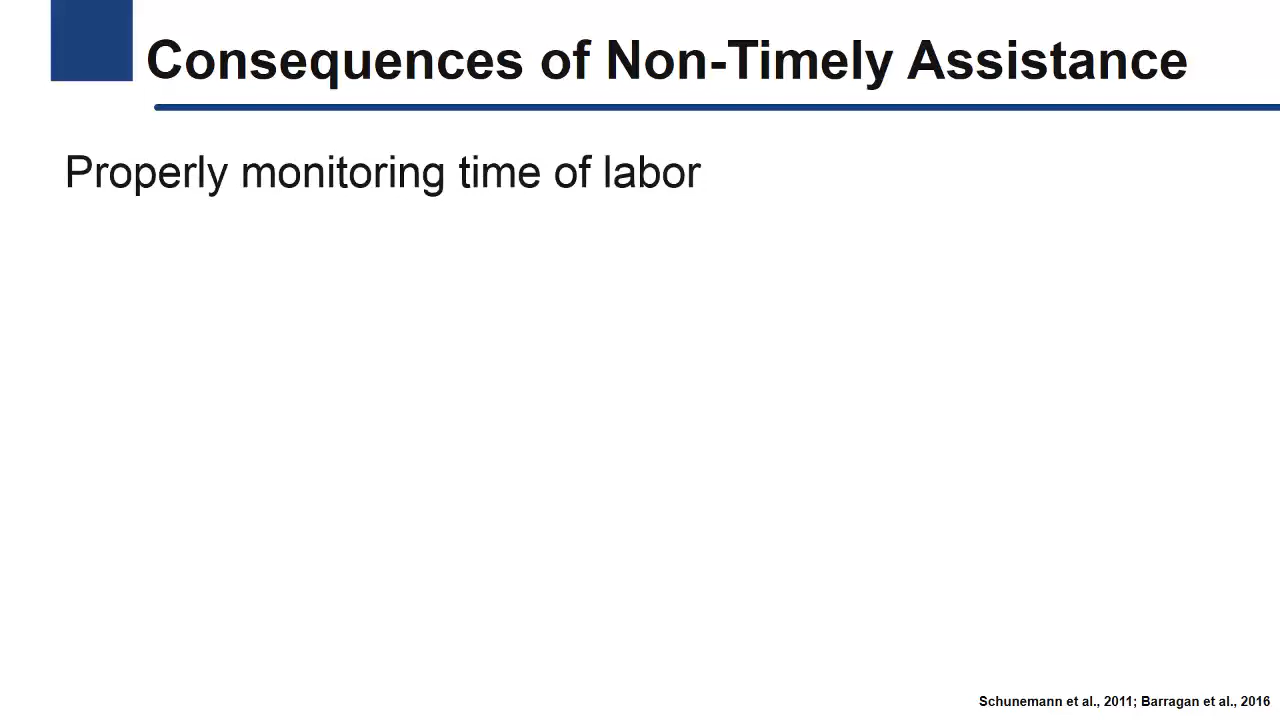 Consequences of Non-Timely Assistance
Properly monitoring time of labor
Schunemann et al., 2011; Barragan et al., 2016